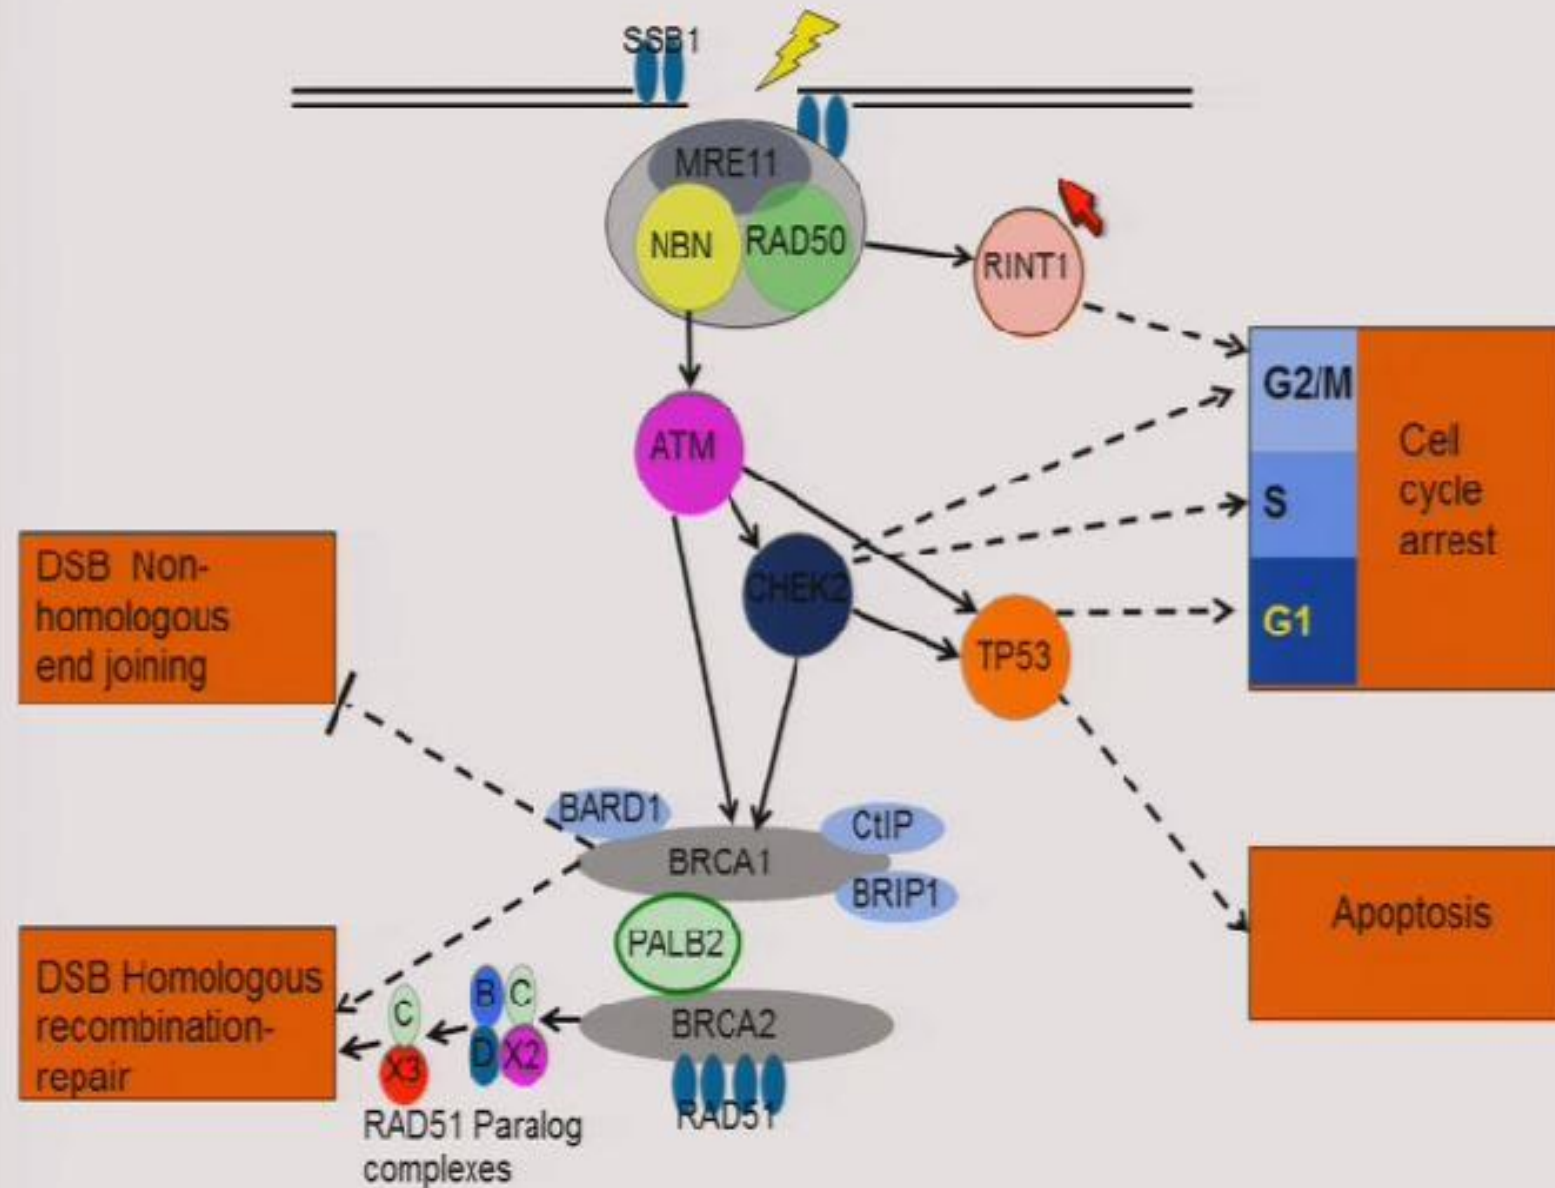 SSB1
MRE11
NBN
RAD50
RINT1
G2/M
ATM
Cell
cycle
arrest
S
DSB Non-
homologous
end joining
CHEK2
G1
TP53
BARD1
CtIP
BRCA1
BRIP1
Apoptosis
PALB2
DSB Homologous
recombination-
repair
C
X3
B
C
D
X2
BRCA2
RAD51
RAD51 Paralog
complexes